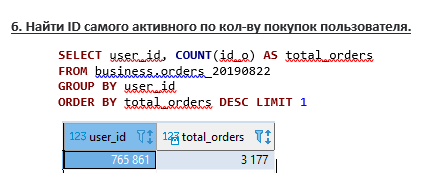 6. Найти ID самого активного по кол-ву покупок пользователя.
SELECT user_id, COUNT(id_o) AS total_orders
FROM business.orders_20190822
GROUP BY user_id
ORDER BY total_orders DESC LIMIT 1
123 user_id 123 total_orders
765 861 3 177